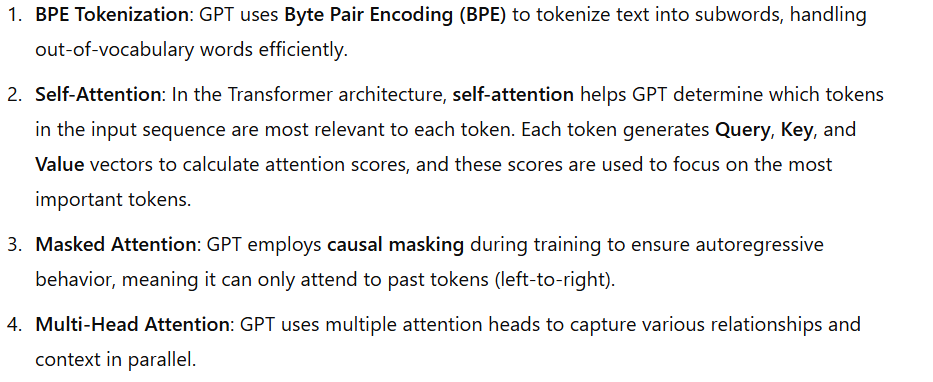 1. BPE Tokenization: GPT uses Byte Pair Encoding (BPE) to tokenize text into subwords, handling
out-of-vocabulary words efficiently.
2. Self-Attention: In the Transformer architecture, self-attention helps GPT determine which tokens
in the input sequence are most relevant to each token. Each token generates Query, Key, and
Value vectors to calculate attention scores, and these scores are used to focus on the most
important tokens.
3. Masked Attention: GPT employs causal masking during training to ensure autoregressive
behavior, meaning it can only attend to past tokens (left-to-right).
4. Multi-Head Attention: GPT uses multiple attention heads to capture various relationships and
context in parallel.